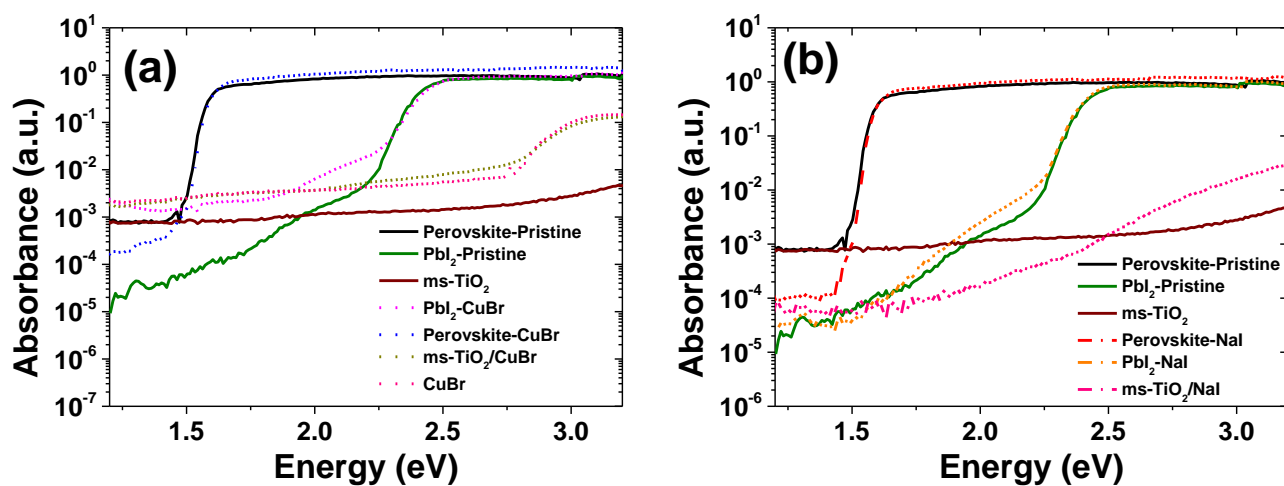 (a)
Absorbance (a.u.)
10¹
10⁰
10⁻¹
10⁻²
10⁻³
10⁻⁴
10⁻⁵
10⁻⁶
10⁻⁷
Perovskite-Pristine
PbI₂-Pristine
ms-TiO₂
PbI₂-CuBr
Perovskite-CuBr
ms-TiO₂/CuBr
CuBr
1.5 2.0 2.5 3.0
Energy (eV)
(b)
Absorbance (a.u.)
10¹
10⁰
10⁻¹
10⁻²
10⁻³
10⁻⁴
10⁻⁵
10⁻⁶
Perovskite-Pristine
PbI₂-Pristine
ms-TiO₂
Perovskite-NaI
PbI₂-NaI
ms-TiO₂/NaI
1.5 2.0 2.5 3.0
Energy (eV)